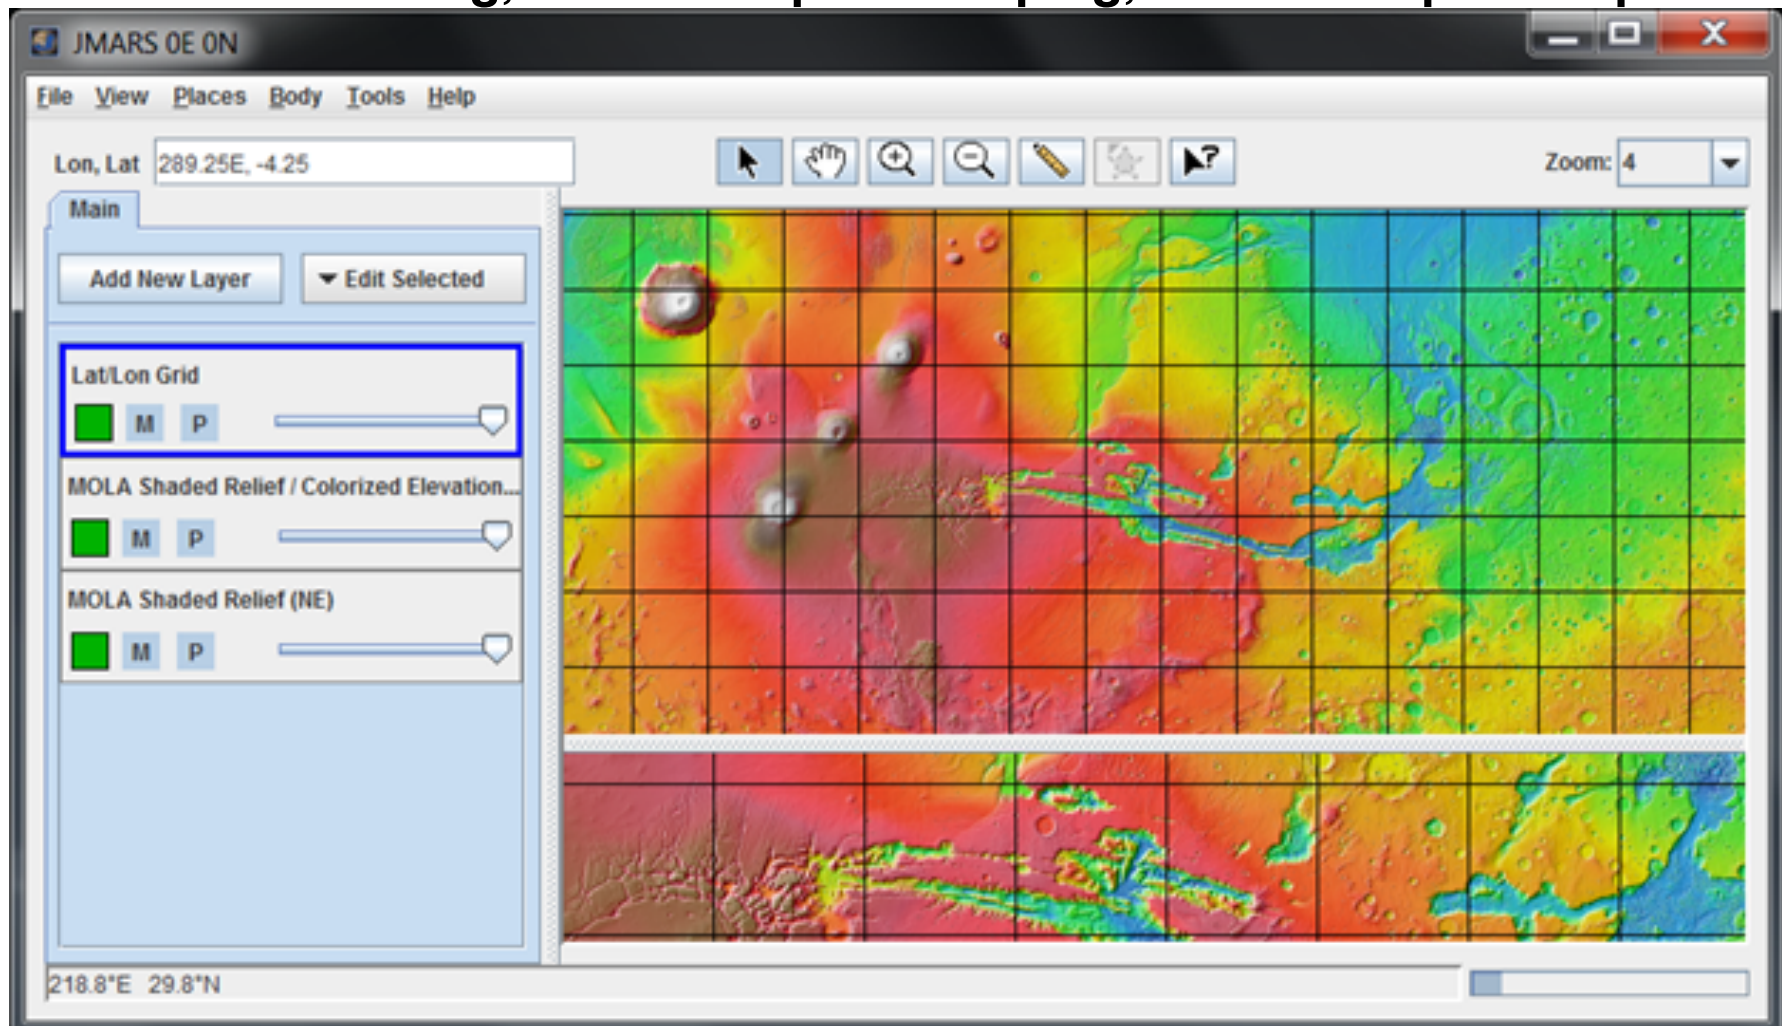 JMARS 0E 0N
File View Places Body Tools Help
Lon, Lat 289.25E, -4.25
Zoom: 4
Main
Add New Layer
Edit Selected
Lat/Lon Grid
M P
MOLA Shaded Relief / Colorized Elevation...
M P
MOLA Shaded Relief (NE)
M P
218.8°E 29.8°N